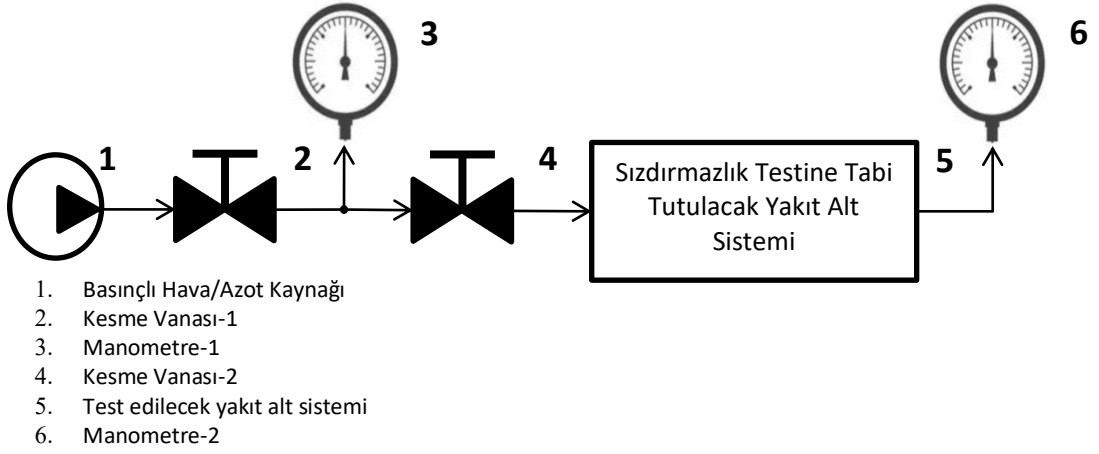 3
6
1
2
4
5
Sızdırmazlık Testine Tabi
Tutulacak Yakıt Alt
Sistemi
1. Basınçlı Hava/Azot Kaynağı
2. Kesme Vanası-1
3. Manometre-1
4. Kesme Vanası-2
5. Test edilecek yakıt alt sistemi
6. Manometre-2